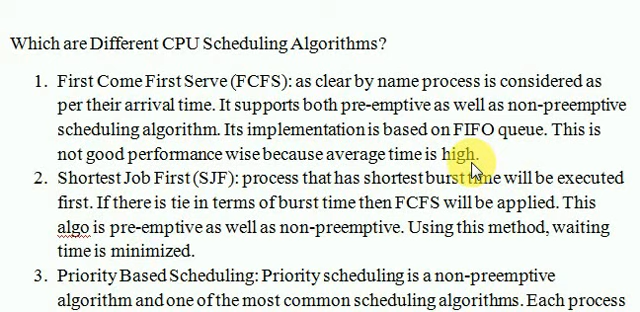 Which are Different CPU Scheduling Algorithms?
1. First Come First Serve (FCFS): as clear by name process is considered as
per their arrival time. It supports both pre-emptive as well as non-preemptive
scheduling algorithm. Its implementation is based on FIFO queue. This is
not good performance wise because average time is high.
2. Shortest Job First (SJF): process that has shortest burst time will be executed
first. If there is tie in terms of burst time then FCFS will be applied. This
algo is pre-emptive as well as non-preemptive. Using this method, waiting
time is minimized.
3. Priority Based Scheduling: Priority scheduling is a non-preemptive
algorithm and one of the most common scheduling algorithms. Each process